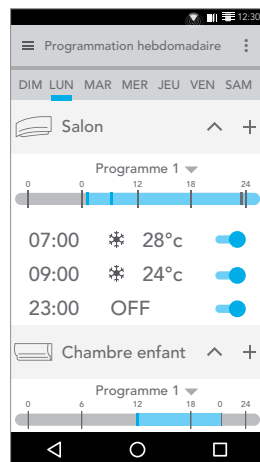 12:30
Programmation hebdomadaire
DIM LUN MAR MER JEU VEN SAM
Salon
Programme 1
0 0 12 18 24
07:00 28°c
09:00 24°c
23:00 OFF
Chambre enfant
Programme 1
0 6 12 18 0 24